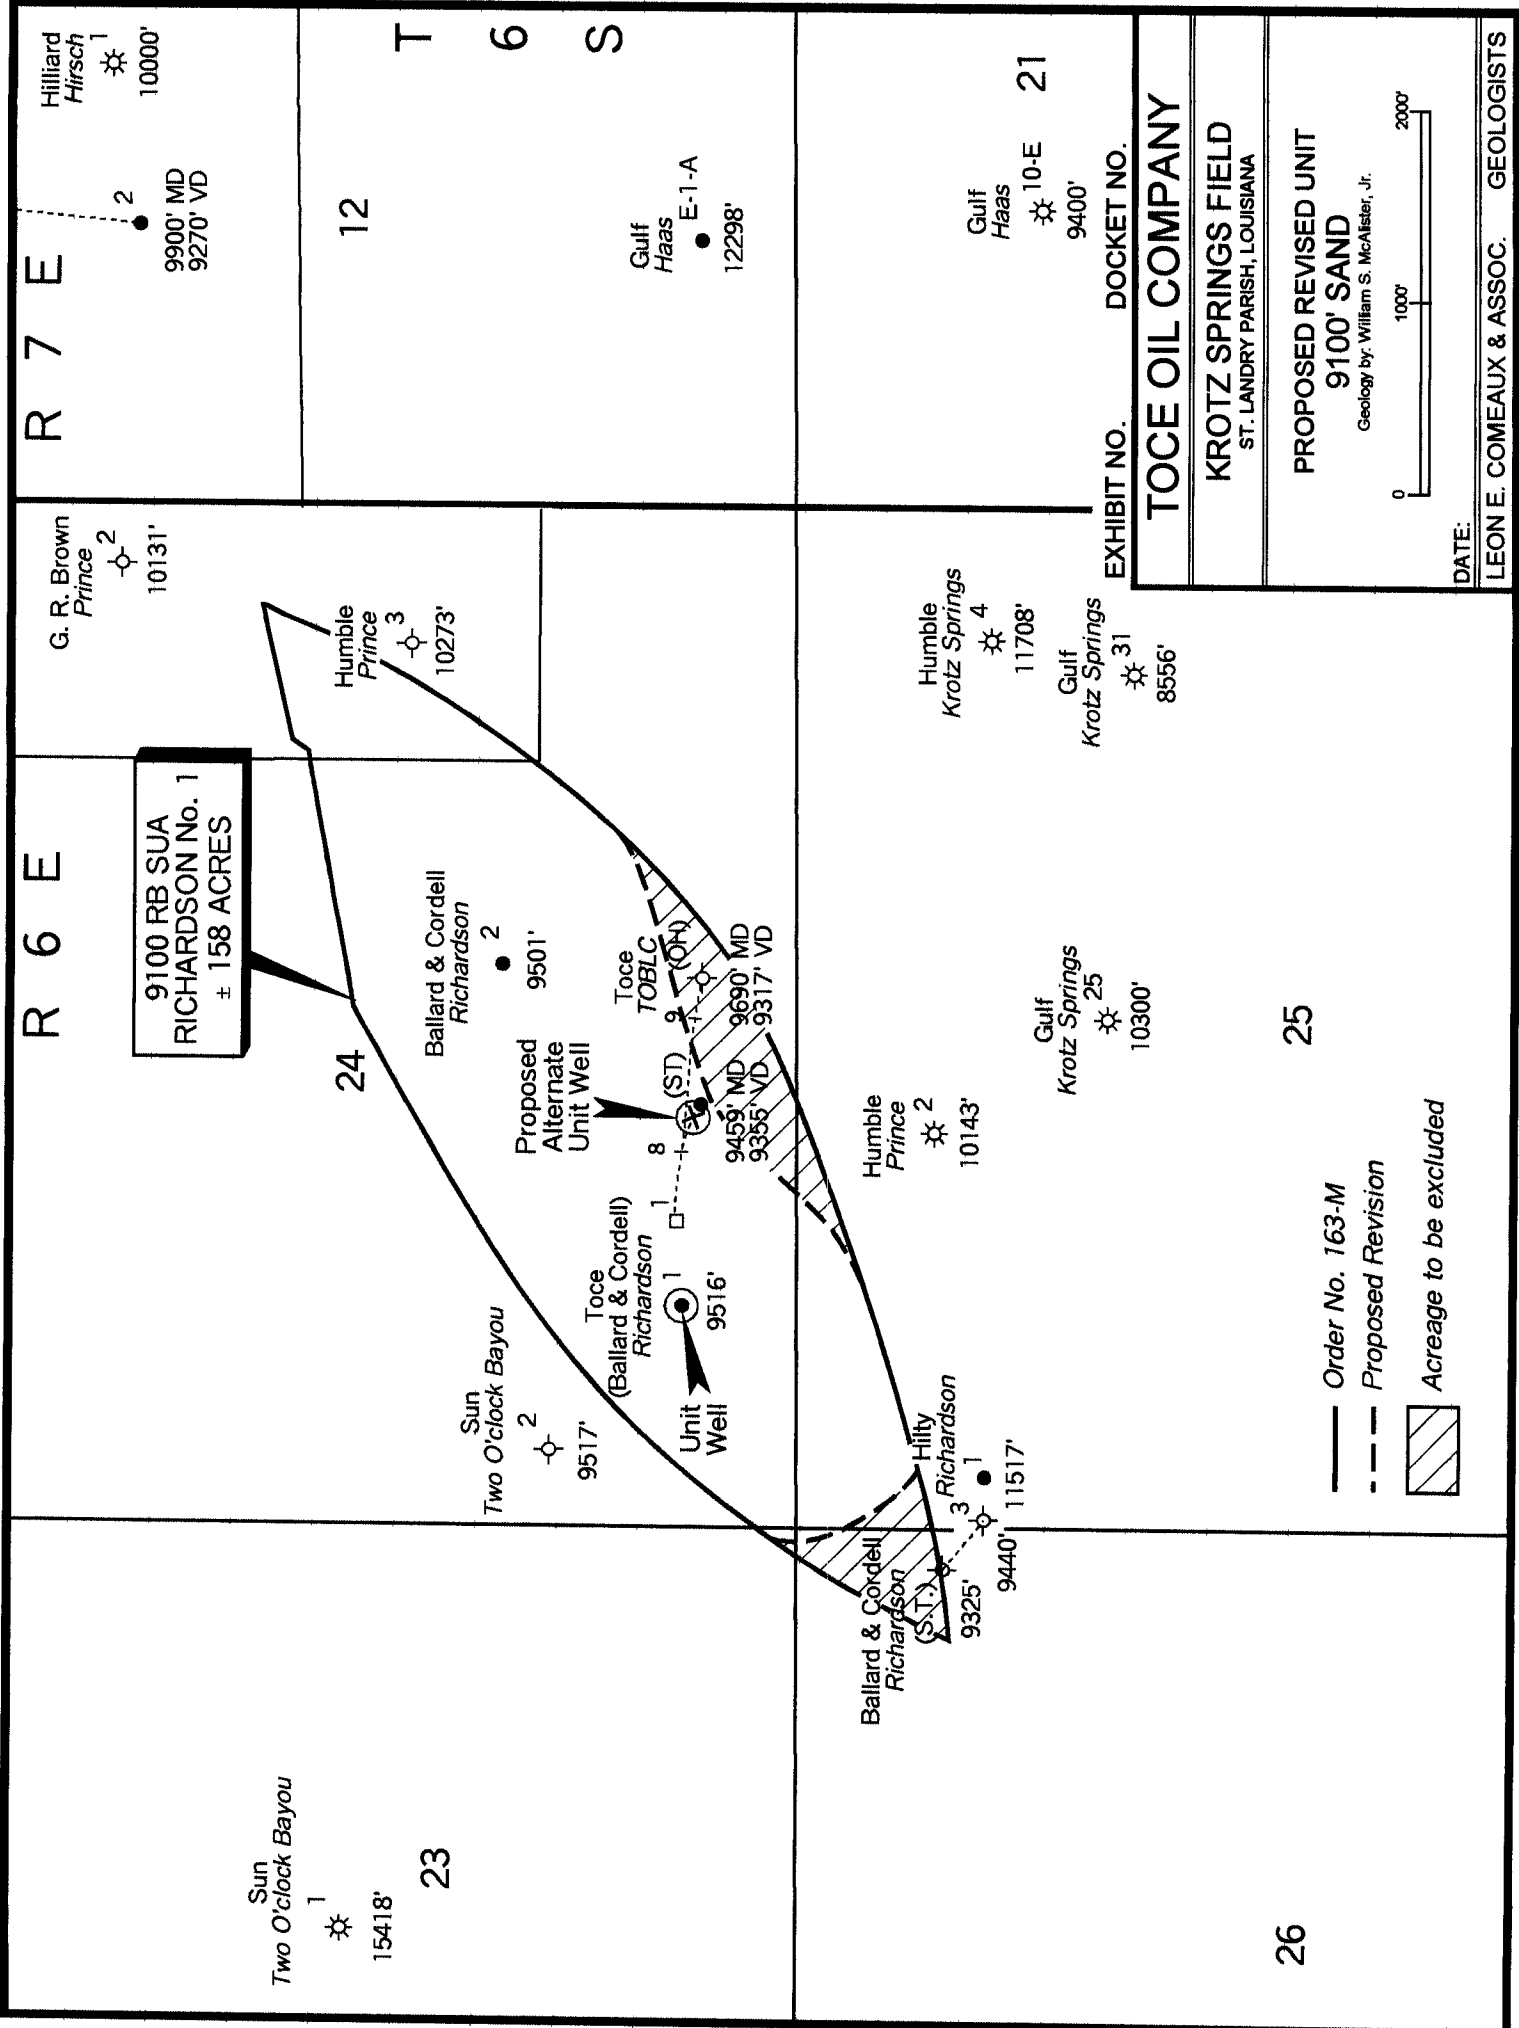 R 6 E
R 7 E
T 6 S
Hilliard
Hirsch
1
10000'
2
9900' MD
9270' VD
12
G. R. Brown
Prince
2
10131'
9100 RB SUA
RICHARDSON No. 1
± 158 ACRES
24
Humble
Prince
3
10273'
Sun
Two O'clock Bayou
1
15418'
23
Ballard & Cordell
Richardson
2
9501'
Sun
Two O'clock Bayou
2
9517'
Proposed
Alternate
Unit Well
Toce
TOBLC
(OH)
9
9690' MD
9317' VD
(ST)
8
1
9459' MD
9355' VD
Toce
(Ballard & Cordell)
Richardson
1
9516'
Unit
Well
Gulf
Haas
E-1-A
12298'
Gulf
Haas
10-E
9400'
21
Ballard & Cordell
Richardson
(S.T.)
9325'
3
9440'
Hilty
Richardson
1
11517'
Humble
Prince
2
10143'
Humble
Krotz Springs
4
11708'
Gulf
Krotz Springs
31
8556'
Gulf
Krotz Springs
25
10300'
25
26
Order No. 163-M
Proposed Revision
Acreage to be excluded
EXHIBIT NO. DOCKET NO.
TOCE OIL COMPANY
KROTZ SPRINGS FIELD
ST. LANDRY PARISH, LOUISIANA
PROPOSED REVISED UNIT
9100' SAND
Geology by: William S. McAlister, Jr.
0 1000' 2000'
DATE:
LEON E. COMEAUX & ASSOC. GEOLOGISTS